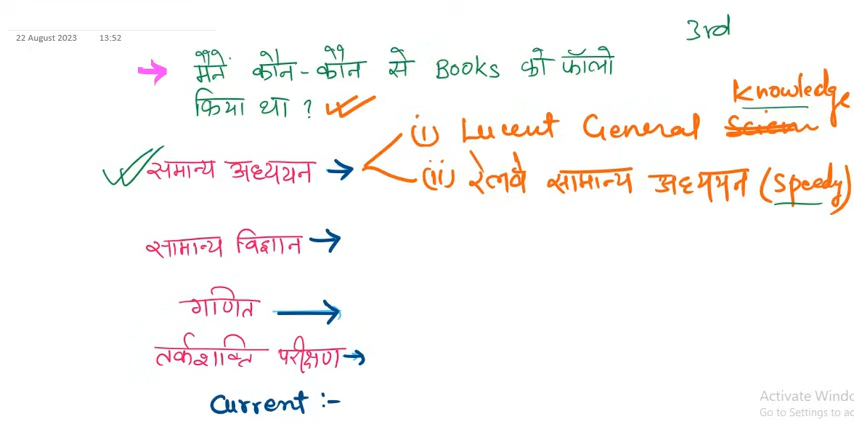 22 August 2023 13:52
3rd
→ मैनें कौन-कौन से Books को फॉलो
किया था ?
Knowledge
(i) Lucent General
समान्य अध्ययन →
(ii) रेलवे सामान्य अध्ययन (Speedy)
सामान्य विज्ञान →
गणित →
तर्कशक्ति परीक्षण →
Current :-
Activate Windo
Go to Settings to ac